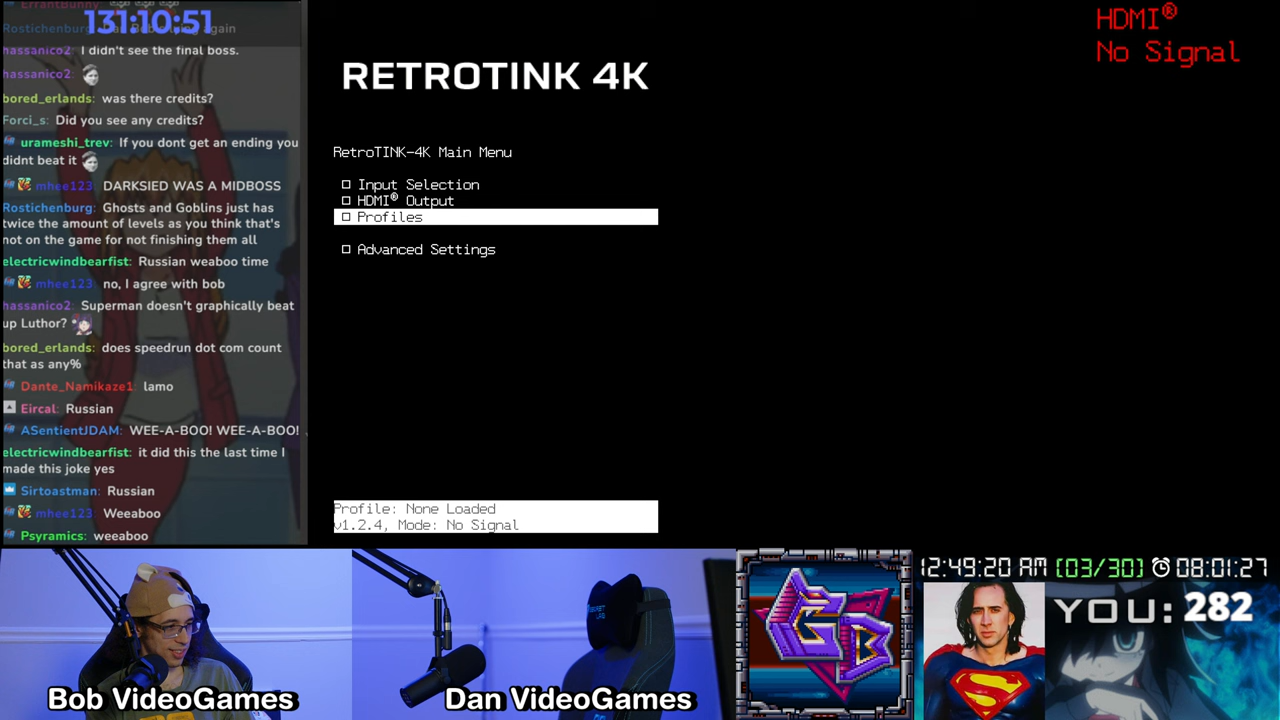 ErrantBunny
131:10:51
Rostichenburg: again
hassanico2: I didn't see the final boss.
hassanico2:
bored_erlands: was there credits?
Forci_s: Did you see any credits?
urameshi_trev: If you dont get an ending you
didnt beat it
mhee123: DARKSIED WAS A MIDBOSS
Rostichenburg: Ghosts and Goblins just has
twice the amount of levels as you think that's
not on the game for not finishing them all
electricwindbearfist: Russian weaboo time
mhee123: no, I agree with bob
hassanico2: Superman doesn't graphically beat
up Luthor?
bored_erlands: does speedrun dot com count
that as any%
Dante_Namikaze1: lamo
Eircal: Russian
ASentientJDAM: WEE-A-BOO! WEE-A-BOO!
electricwindbearfist: it did this the last time I
made this joke yes
Sirtoastman: Russian
mhee123: Weeaboo
Psyramics: weeaboo
RETROTINK 4K
RetroTINK-4K Main Menu
Input Selection
HDMI® Output
Profiles
Advanced Settings
Profile: None Loaded
v1.2.4, Mode: No Signal
HDMI®
No Signal
Bob VideoGames
Dan VideoGames
GB
12:49:20 AM [03/30] 08:01:27
YOU: 282